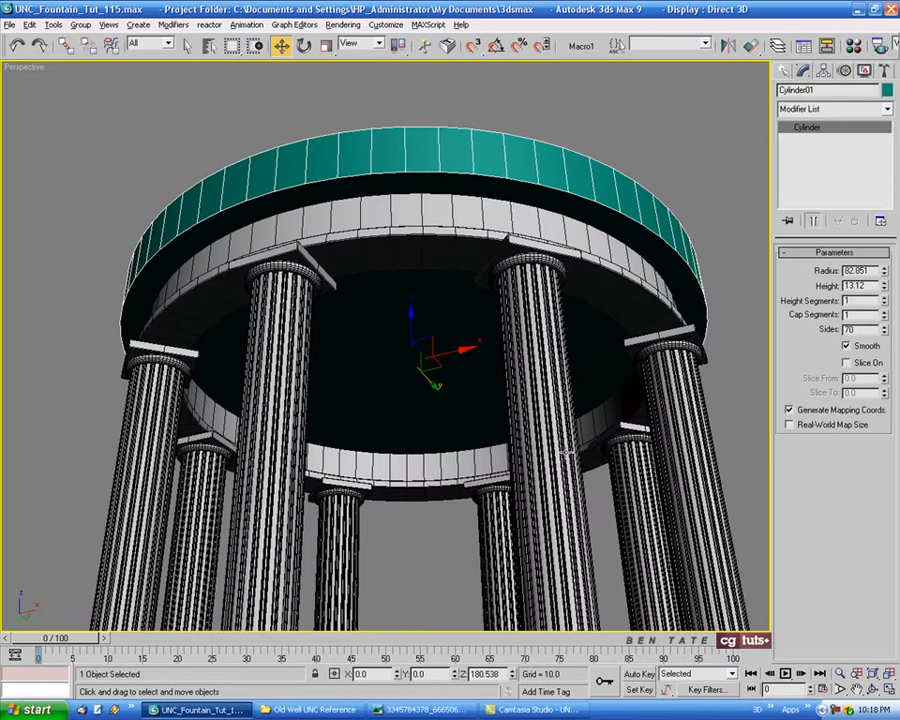 UNC_Fountain_Tut_115.max - Project Folder: C:\Documents and Settings\HP_Administrator\My Documents\3dsmax - Autodesk 3ds Max 9 - Display : Direct 3D
File Edit Tools Group Views Create Modifiers reactor Animation Graph Editors Rendering Customize MAXScript Help
All View Macro1
Perspective
Cylinder01
Modifier List
Cylinder
- Parameters
Radius: 82.851
Height: 13.12
Height Segments: 1
Cap Segments: 1
Sides: 70
Smooth
Slice On
Slice From: 0.0
Slice To: 0.0
Generate Mapping Coords.
Real-World Map Size
z
x
y
z
x
BEN TATE cg tuts+
< 0 / 100 >
0 5 10 15 20 25 30 35 40 45 50 55 60 65 70 75 80 85 90 95 100
1 Object Selected X: 0.0 Y: 0.0 Z: 180.538 Grid = 10.0 Auto Key Selected
Click and drag to select and move objects Add Time Tag Set Key Key Filters... 0
start UNC_Fountain_Tut_1... Old Well UNC Reference 3345784378_666506... Camtasia Studio - UN... 3D Apps 10:18 PM